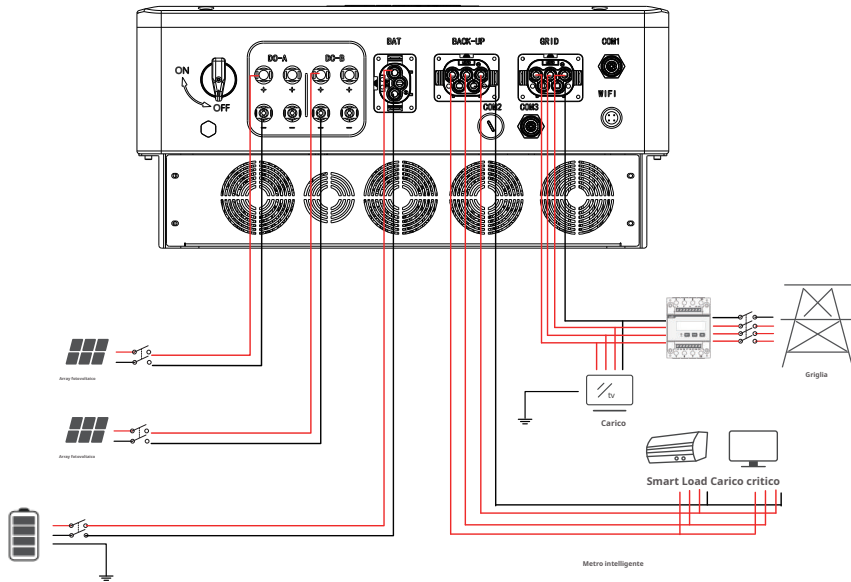 BAT
BACK-UP
GRID
COM1
DC-A
DC-B
ON
OFF
+ + + +
- - - -
WIFI
COM2
COM3
Array fotovoltaico
Array fotovoltaico
tv
Carico
Griglia
Smart Load Carico critico
Metro intelligente